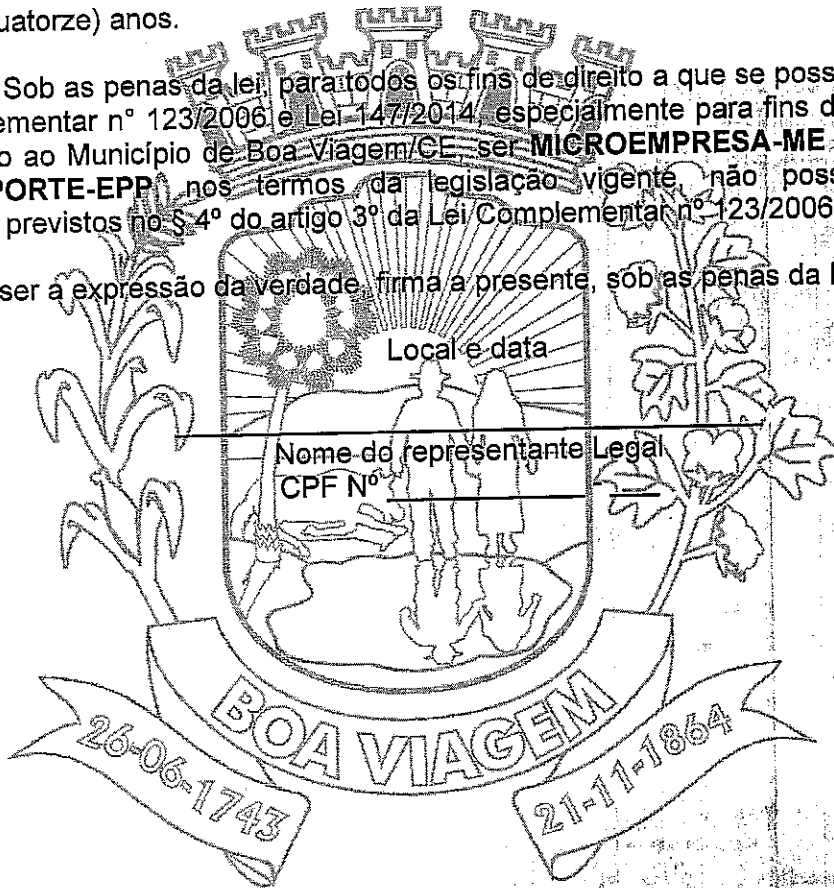 uatorze) anos.
Sob as penas da lei, para todos os fins de direito a que se poss
ementar n° 123/2006 e Lei 147/2014, especialmente para fins d
o ao Município de Boa Viagem/CE, ser MICROEMPRESA-ME
PORTE-EPP, nos termos da legislação vigente, não poss
previstos no § 4º do artigo 3º da Lei Complementar nº 123/2006
ser a expressão da verdade, firma a presente, sob as penas da l
Local e data
Nome do representante Legal
CPF Nº
BOA VIAGEM
26-06-1743
21-11-1864